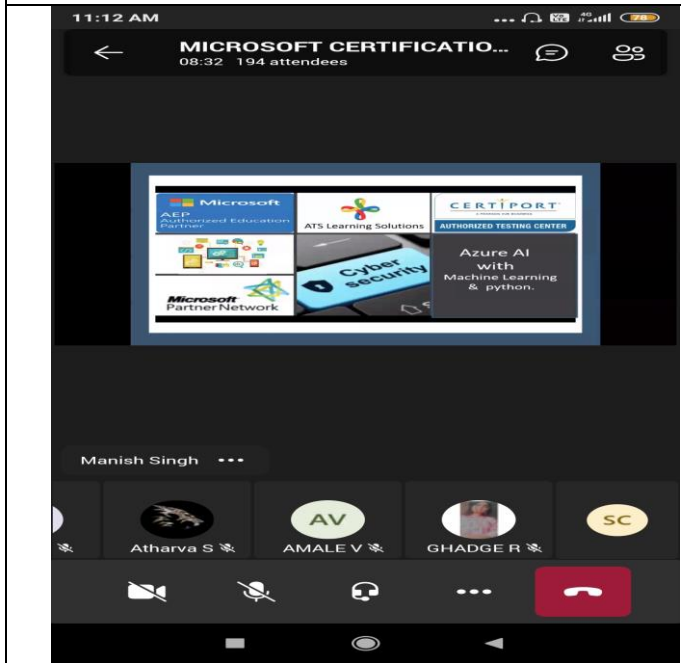 11:12 AM
4G
78
MICROSOFT CERTIFICATIO...
08:32 194 attendees
Microsoft
AEP
Authorized Education
Partner
ATS Learning Solutions
CERTIPORT
AUTHORIZED TESTING CENTER
Cyber
security
Azure AI
with
Machine Learning
& python.
Microsoft
Partner Network
Manish Singh •••
AV
SC
Atharva S
AMALE V
GHADGE R